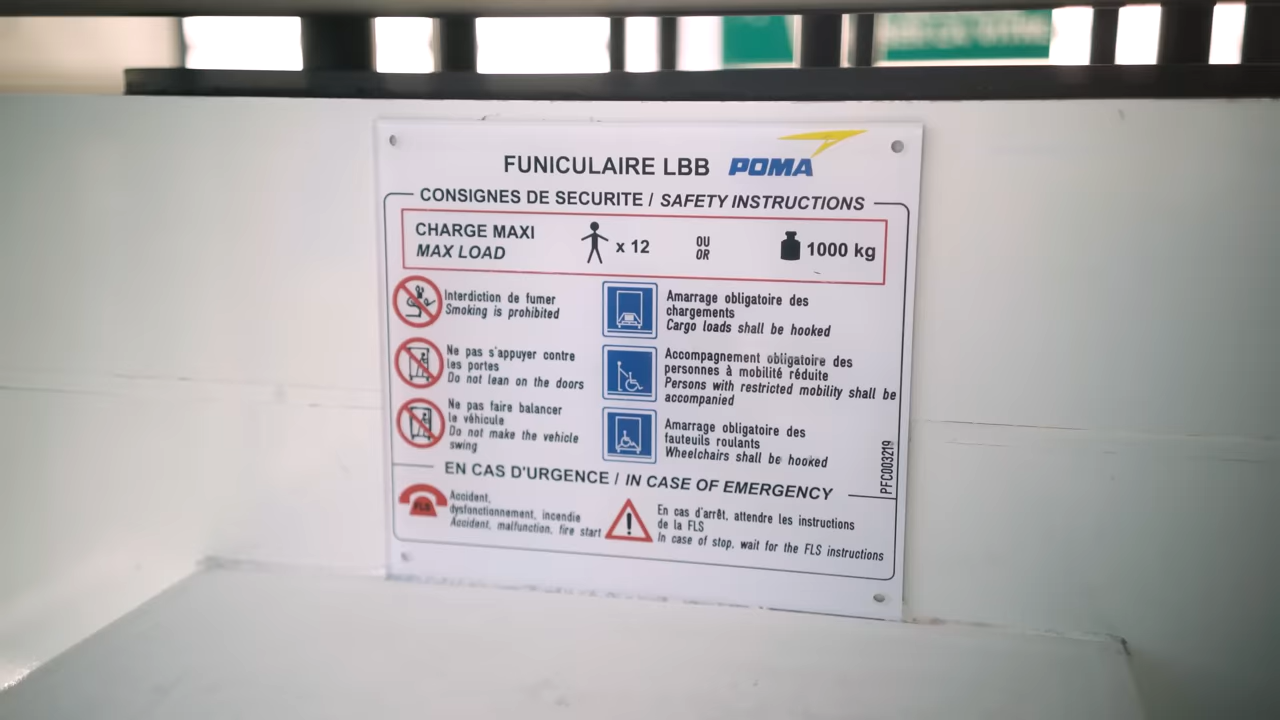 FUNICULAIRE LBB POMA
CONSIGNES DE SECURITE / SAFETY INSTRUCTIONS
CHARGE MAXI
MAX LOAD
x 12
OU
OR
1000 kg
Interdiction de fumer
Smoking is prohibited
Ne pas s'appuyer contre
les portes
Do not lean on the doors
Ne pas faire balancer
le véhicule
Do not make the vehicle
swing
Amarrage obligatoire des
chargements
Cargo loads shall be hooked
Accompagnement obligatoire des
personnes à mobilité réduite
Persons with restricted mobility shall be
accompanied
Amarrage obligatoire des
fauteuils roulants
Wheelchairs shall be hooked
PFC003219
EN CAS D'URGENCE / IN CASE OF EMERGENCY
FLS
Accident,
dysfonctionnement, incendie
Accident, malfunction, fire start
En cas d'arrêt, attendre les instructions
de la FLS
In case of stop, wait for the FLS instructions